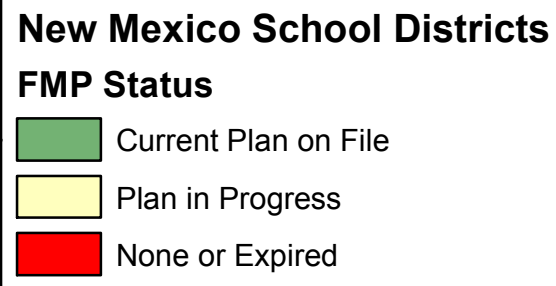 New Mexico School Districts
FMP Status
Current Plan on File
Plan in Progress
None or Expired